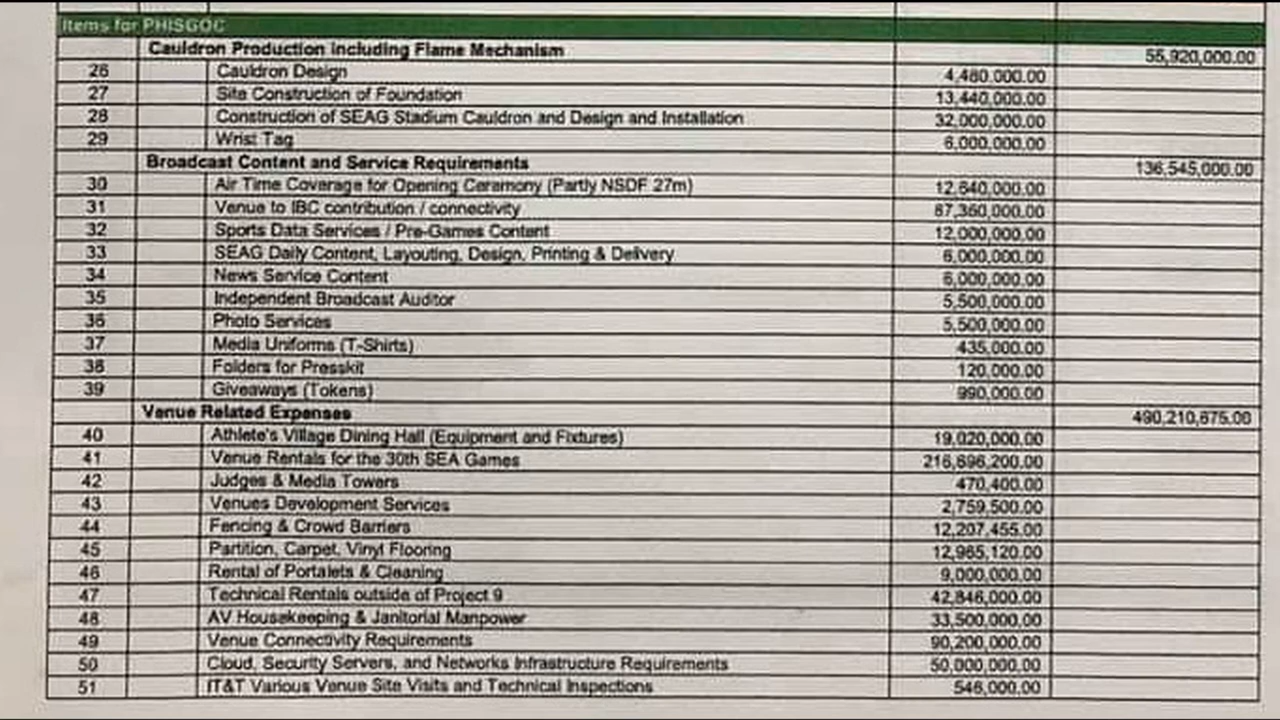 Items for PHISGOC
Cauldron Production including Flame Mechanism 55,920,000.00
26 Cauldron Design 4,480,000.00
27 Site Construction of Foundation 13,440,000.00
28 Construction of SEAG Stadium Cauldron and Design and Installation 32,000,000.00
29 Wrist Tag 6,000,000.00
Broadcast Content and Service Requirements 136,545,000.00
30 Air Time Coverage for Opening Ceremony (Partly NSDF 27m) 12,640,000.00
31 Venue to IBC contribution / connectivity 87,360,000.00
32 Sports Data Services / Pre-Games Content 12,000,000.00
33 SEAG Daily Content, Layouting, Design, Printing & Delivery 6,000,000.00
34 News Service Content 6,000,000.00
35 Independent Broadcast Auditor 5,500,000.00
36 Photo Services 5,500,000.00
37 Media Uniforms (T-Shirts) 435,000.00
38 Folders for Presskit 120,000.00
39 Giveaways (Tokens) 990,000.00
Venue Related Expenses 490,210,675.00
40 Athlete's Village Dining Hall (Equipment and Fixtures) 19,020,000.00
41 Venue Rentals for the 30th SEA Games 216,696,200.00
42 Judges & Media Towers 470,400.00
43 Venues Development Services 2,759,500.00
44 Fencing & Crowd Barriers 12,207,455.00
45 Partition, Carpet, Vinyl Flooring 12,965,120.00
46 Rental of Portalets & Cleaning 9,000,000.00
47 Technical Rentals outside of Project 9 42,846,000.00
48 AV Housekeeping & Janitorial Manpower 33,500,000.00
49 Venue Connectivity Requirements 90,200,000.00
50 Cloud, Security Servers, and Networks Infrastructure Requirements 50,000,000.00
51 IT&T Various Venue Site Visits and Technical Inspections 546,000.00